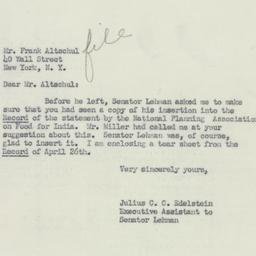 file
Mr. Frank Altschul
40 Wall Street
New York, N. Y.
Dear Mr. Altschul:
Before he left, Senator Lehman asked me to make
sure that you had seen a copy of his insertion into the
Record of the statement by the National Planning Association
on Food for India. Mr. Miller had called me at your
suggestion about this. Senator Lehman was, of course,
glad to insert it. I am enclosing a tear sheet from the
Record of April 26th.
Very sincerely yours,
Julius C. C. Edelstein
Executive Assistant to
Senator Lehman